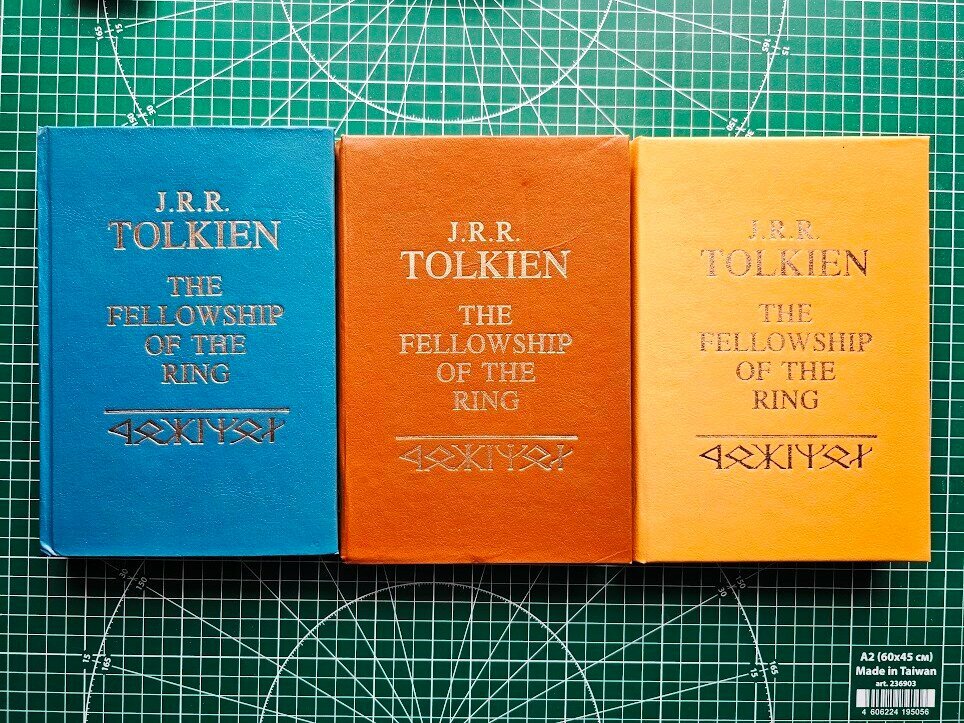 J.R.R.
TOLKIEN
THE
FELLOWSHIP
OF THE
RING
J.R.R.
TOLKIEN
THE
FELLOWSHIP
OF THE
RING
J.R.R.
TOLKIEN
THE
FELLOWSHIP
OF THE
RING
A2 (60x45 см)
Made in Taiwan
art. 236903
4 606224 195056